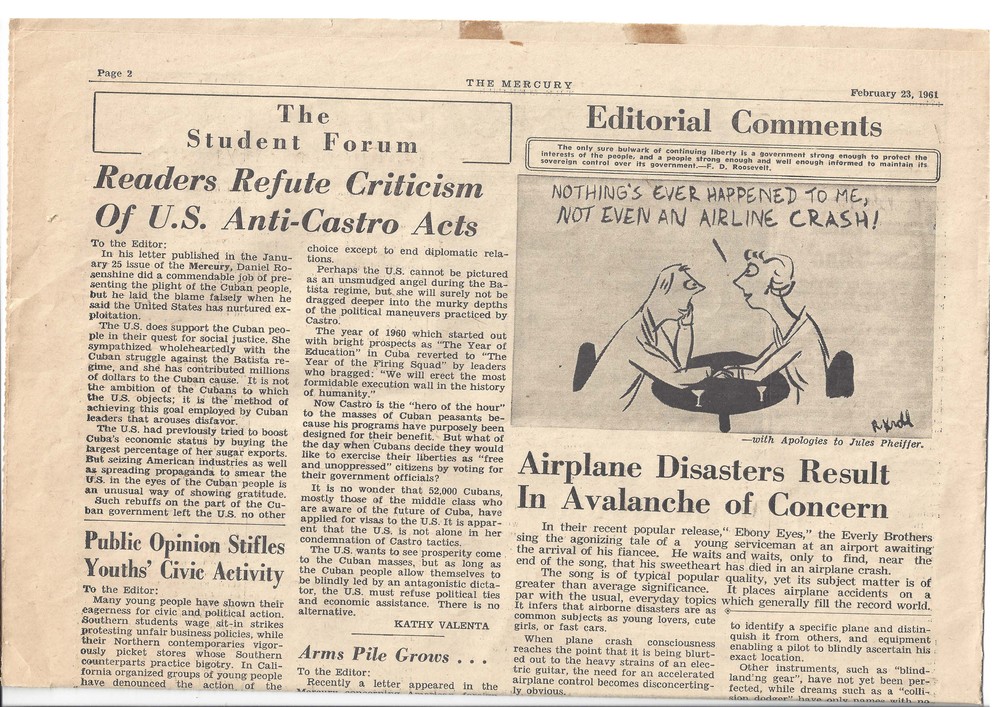 Page 2
THE MERCURY
February 23, 1961
The
Student Forum
Readers Refute Criticism
Of U.S. Anti-Castro Acts
To the Editor:
In his letter published in the Janu-
ary 25 issue of the Mercury, Daniel Ro-
senshine did a commendable job of pre-
senting the plight of the Cuban people,
but he laid the blame falsely when he
said the United States has nurtured ex-
ploitation.
The U.S. does support the Cuban peo-
ple in their quest for social justice. She
sympathized wholeheartedly with the
Cuban struggle against the Batista re-
gime, and she has contributed millions
of dollars to the Cuban cause. It is not
the ambition of the Cubans to which
the U.S. objects; it is the method of
achieving this goal employed by Cuban
leaders that arouses disfavor.
The U.S. had previously tried to boost
Cuba's economic status by buying the
largest percentage of her sugar exports.
But seizing American industries as well
as spreading propaganda to smear the
U.S. in the eyes of the Cuban people is
an unusual way of showing gratitude.
Such rebuffs on the part of the Cu-
ban government left the U.S. no other
choice except to end diplomatic rela-
tions.
Perhaps the U.S. cannot be pictured
as an unsmudged angel during the Ba-
tista regime, but she will surely not be
dragged deeper into the murky depths
of the political maneuvers practiced by
Castro.
The year of 1960 which started out
with bright prospects as "The Year of
Education" in Cuba reverted to "The
Year of the Firing Squad" by leaders
who bragged: "We will erect the most
formidable execution wall in the history
of humanity."
Now Castro is the "hero of the hour"
to the masses of Cuban peasants be-
cause his programs have purposely been
designed for their benefit. But what of
the day when Cubans decide they would
like to exercise their liberties as "free
and unoppressed" citizens by voting for
their government officials?
It is no wonder that 52,000 Cubans,
mostly those of the middle class who
are aware of the future of Cuba, have
applied for visas to the U.S. It is appar-
ent that the U.S. is not alone in her
condemnation of Castro tactics.
The U.S. wants to see prosperity come
to the Cuban masses, but as long as
the Cuban people allow themselves to
be blindly led by an antagonistic dicta-
tor, the U.S. must refuse political ties
and economic assistance. There is no
alternative.
KATHY VALENTA
Public Opinion Stifles
Youths' Civic Activity
To the Editor:
Many young people have shown their
eagerness for civic and political action.
Southern students wage sit-in strikes
protesting unfair business policies, while
their Northern contemporaries vigor-
ously picket stores whose Southern
counterparts practice bigotry. In Cali-
fornia organized groups of young people
have denounced the action of the
Arms Pile Grows . . .
To the Editor:
Recently a letter appeared in the
Mercury concerning
Editorial Comments
The only sure bulwark of continuing liberty is a government strong enough to protect the
interests of the people, and a people strong enough and well enough informed to maintain its
sovereign control over its government.—F. D. Roosevelt.
NOTHING'S EVER HAPPENED TO ME,
NOT EVEN AN AIRLINE CRASH!
—with Apologies to Jules Pheiffer.
Airplane Disasters Result
In Avalanche of Concern
In their recent popular release," Ebony Eyes," the Everly Brothers
sing the agonizing tale of a young serviceman at an airport awaiting
the arrival of his fiancee. He waits and waits, only to find, near the
end of the song, that his sweetheart has died in an airplane crash.
The song is of typical popular quality, yet its subject matter is of
greater than average significance. It places airplane accidents on a
par with the usual, everyday topics which generally fill the record world.
It infers that airborne disasters are as
common subjects as young lovers, cute
girls, or fast cars.
When plane crash consciousness
reaches the point that it is being blurt-
ed out to the heavy strains of an elec-
tric guitar, the need for an accelerated
airplane control becomes disconcerting-
ly obvious.
to identify a specific plane and distin-
quish it from others, and equipment
enabling a pilot to blindly ascertain his
exact location.
Other instruments, such as "blind-
landing" gear", have not yet been per-
fected, while dreams such as a "colli-
sion dodger" have only names with no